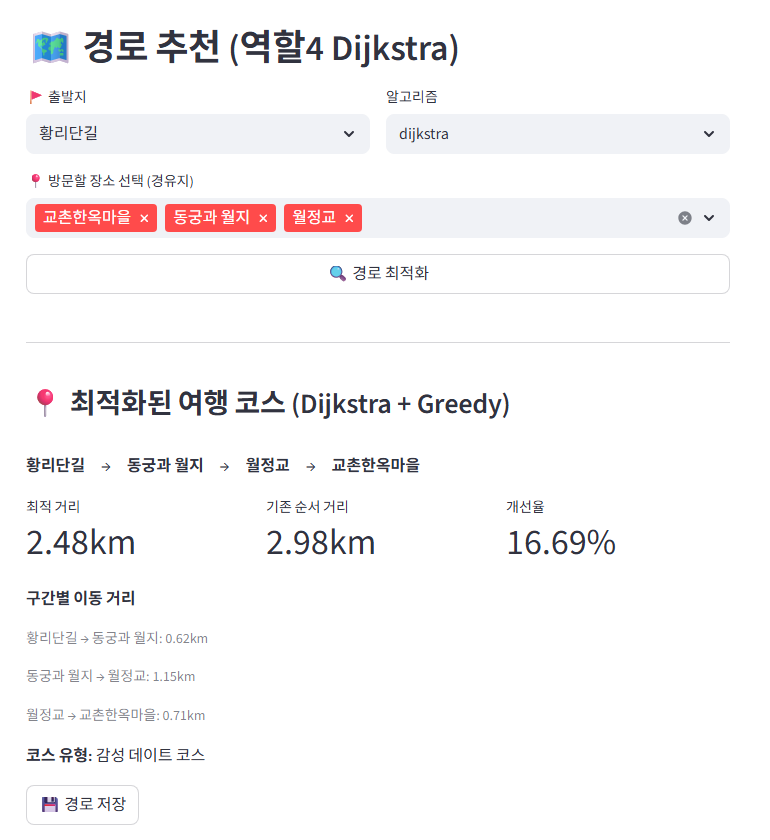 경로 추천 (역할4 Dijkstra)
출발지
알고리즘
황리단길
dijkstra
방문할 장소 선택 (경유지)
교촌한옥마을 × 동궁과 월지 × 월정교 ×
경로 최적화
최적화된 여행 코스 (Dijkstra + Greedy)
황리단길 → 동궁과 월지 → 월정교 → 교촌한옥마을
최적 거리
기존 순서 거리
개선율
2.48km
2.98km
16.69%
구간별 이동 거리
황리단길 → 동궁과 월지: 0.62km
동궁과 월지 → 월정교: 1.15km
월정교 → 교촌한옥마을: 0.71km
코스 유형: 감성 데이트 코스
경로 저장